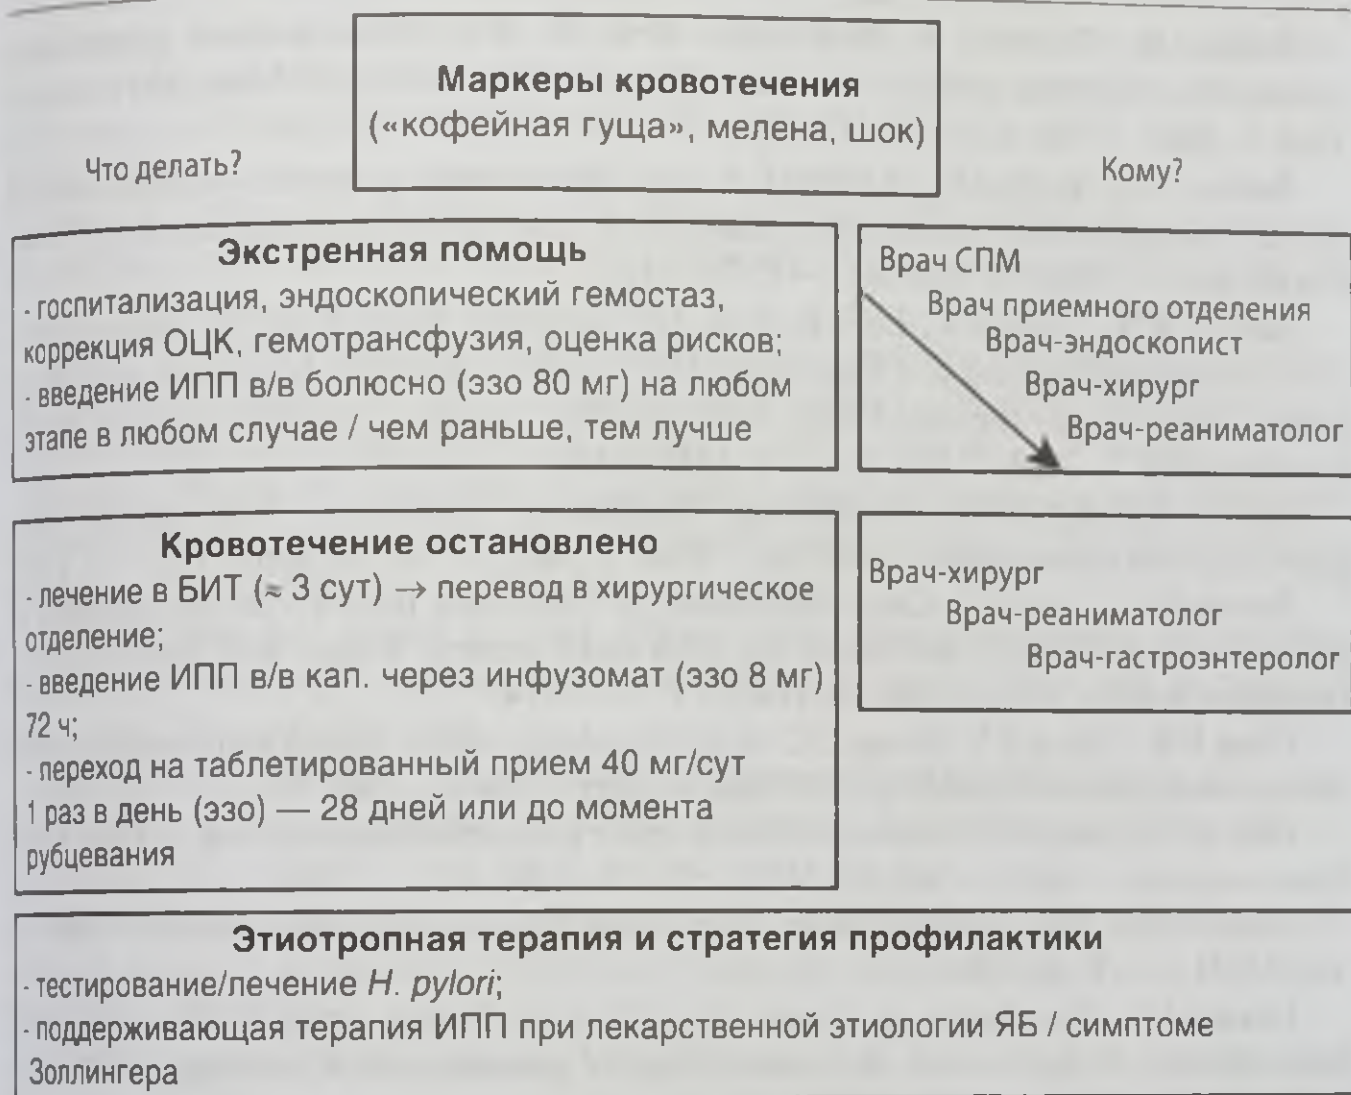 Маркеры кровотечения
(«кофейная гуща», мелена, шок)
Что делать?
Кому?
Экстренная помощь
- госпитализация, эндоскопический гемостаз,
коррекция ОЦК, гемотрансфузия, оценка рисков;
- введение ИПП в/в болюсно (эзо 80 мг) на любом
этапе в любом случае / чем раньше, тем лучше
Врач СПМ
Врач приемного отделения
Врач-эндоскопист
Врач-хирург
Врач-реаниматолог
Кровотечение остановлено
- лечение в БИТ (≈ 3 сут) → перевод в хирургическое
отделение;
- введение ИПП в/в кап. через инфузомат (эзо 8 мг)
72 ч;
- переход на таблетированный прием 40 мг/сут
1 раз в день (эзо) — 28 дней или до момента
рубцевания
Врач-хирург
Врач-реаниматолог
Врач-гастроэнтеролог
Этиотропная терапия и стратегия профилактики
- тестирование/лечение H. pylori;
- поддерживающая терапия ИПП при лекарственной этиологии ЯБ / симптоме
Золлингера